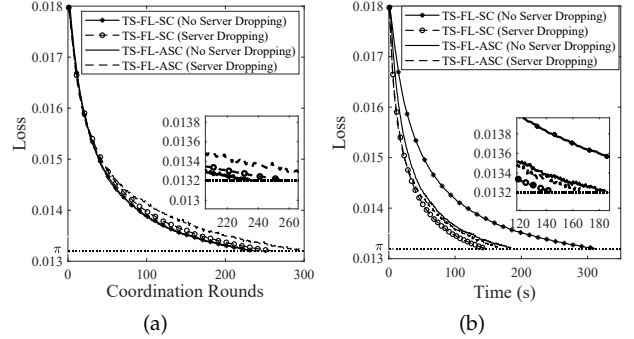 TS-FL-SC (No Server Dropping)
TS-FL-SC (Server Dropping)
TS-FL-ASC (No Server Dropping)
TS-FL-ASC (Server Dropping)
0.018
0.017
0.016
0.015
0.014
π
0.013
Loss
0.0138
0.0136
0.0134
0.0132
0.013
220 240 260
0 100 200 300
Coordination Rounds
(a)
TS-FL-SC (No Server Dropping)
TS-FL-SC (Server Dropping)
TS-FL-ASC (No Server Dropping)
TS-FL-ASC (Server Dropping)
0.018
0.017
0.016
0.015
0.014
π
0.013
Loss
0.0138
0.0136
0.0134
0.0132
120 140 160 180
0 100 200 300
Time (s)
(b)